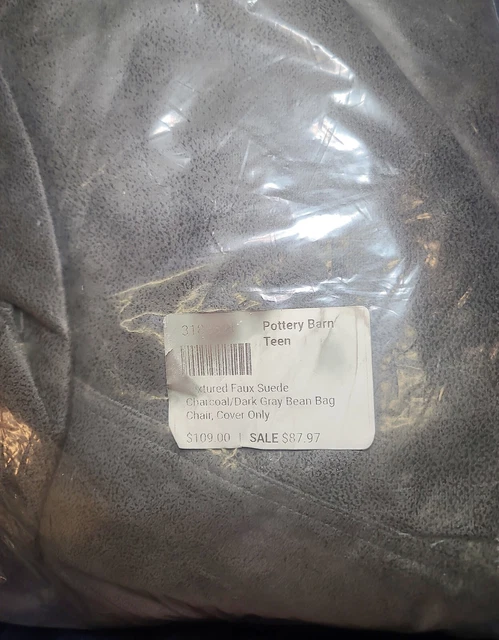 Pottery Barn
Teen
Faux Suede
Charcoal/Dark Gray Bean Bag
Chair, Cover Only
$109.00 | SALE $87.97